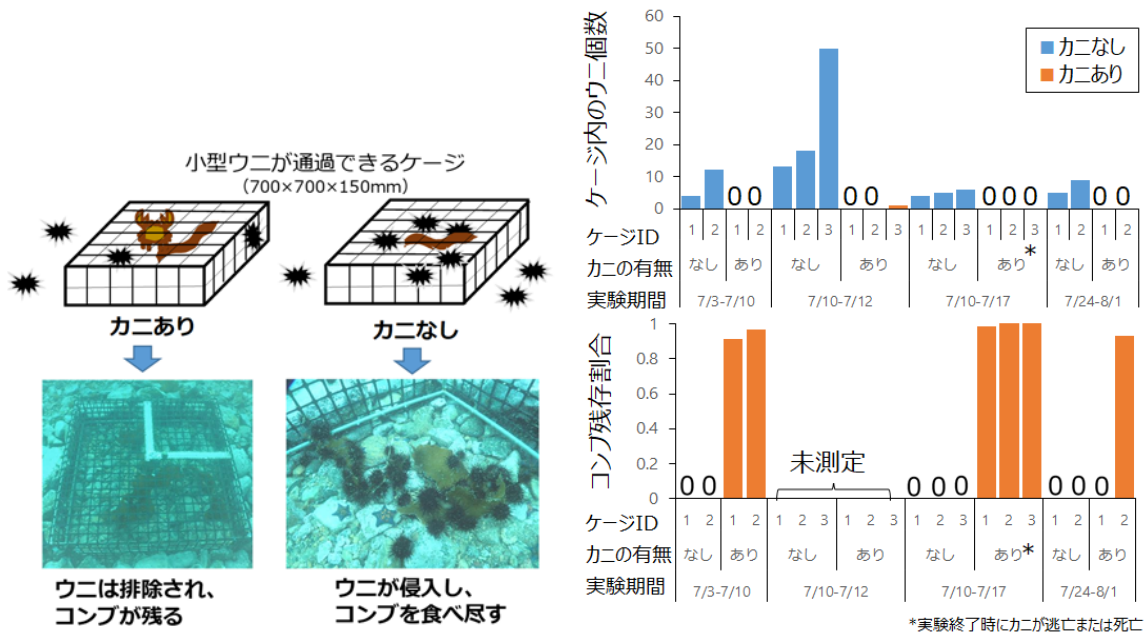 小型ウニが通過できるケージ
（700×700×150mm）
カニあり
カニなし
ウニは排除され、
コンブが残る
ウニが侵入し、
コンブを食べ尽す
ケージ内のウニ個数
60
50
40
30
20
10
0
カニなし
カニあり
0 0 0 0 0 0 0 0 0
ケージID 1 2 1 2 1 2 3 1 2 3 1 2 3 1 2 3 1 2 1 2
カニの有無 なし あり なし あり なし あり* なし あり
実験期間 7/3-7/10 7/10-7/12 7/10-7/17 7/24-8/1
コンブ残存割合
1
0.8
0.6
0.4
0.2
0
未測定
0 0 0 0 0 0 0 0
ケージID 1 2 1 2 1 2 3 1 2 3 1 2 3 1 2 3 1 2 1 2
カニの有無 なし あり なし あり なし あり* なし あり
実験期間 7/3-7/10 7/10-7/12 7/10-7/17 7/24-8/1
*実験終了時にカニが逃亡または死亡